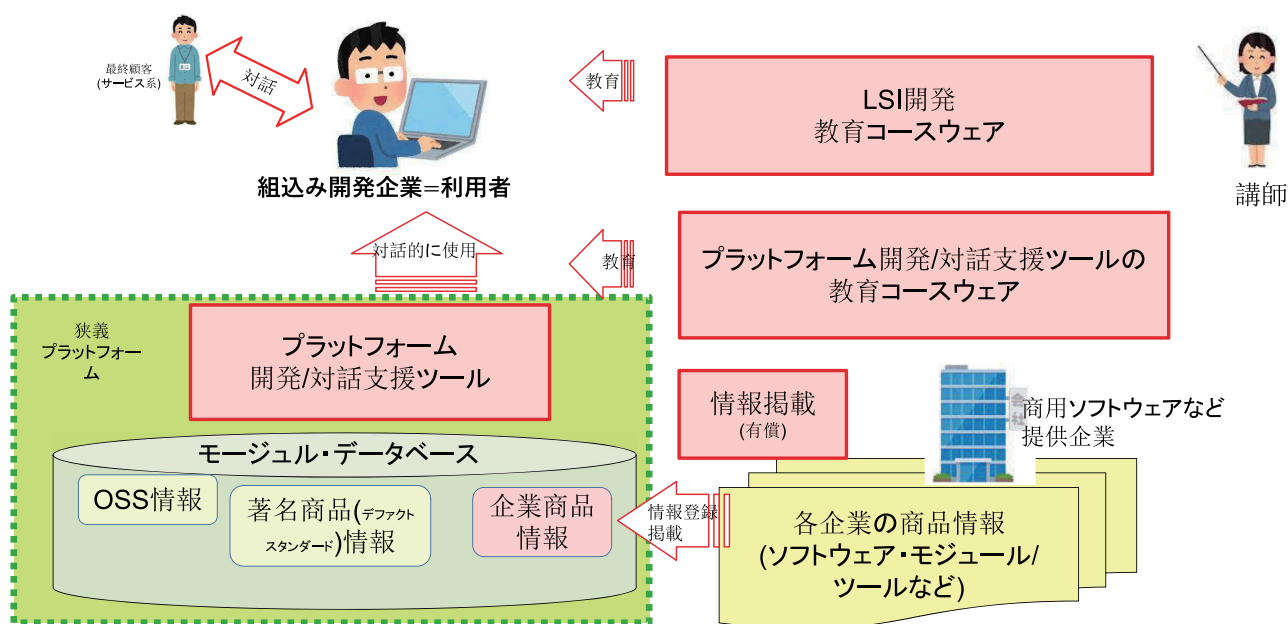 最終顧客
(サービス系)
対話
組込み開発企業=利用者
教育
LSI開発
教育コースウェア
講師
対話的に使用
教育
プラットフォーム開発/対話支援ツールの
教育コースウェア
狭義
プラットフォー
ム
プラットフォーム
開発/対話支援ツール
情報掲載
(有償)
会社
商用ソフトウェアなど
提供企業
モージュル・データベース
OSS情報
著名商品(デファクト
スタンダード)情報
企業商品
情報
情報登録
掲載
各企業の商品情報
(ソフトウェア・モジュール/
ツールなど)